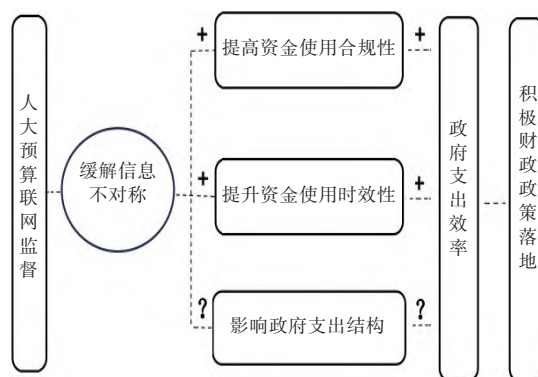 人大预算联网监督
缓解信息
不对称
+
提高资金使用合规性
+
+
提升资金使用时效性
+
?
影响政府支出结构
?
政府支出效率
积极财政政策落地